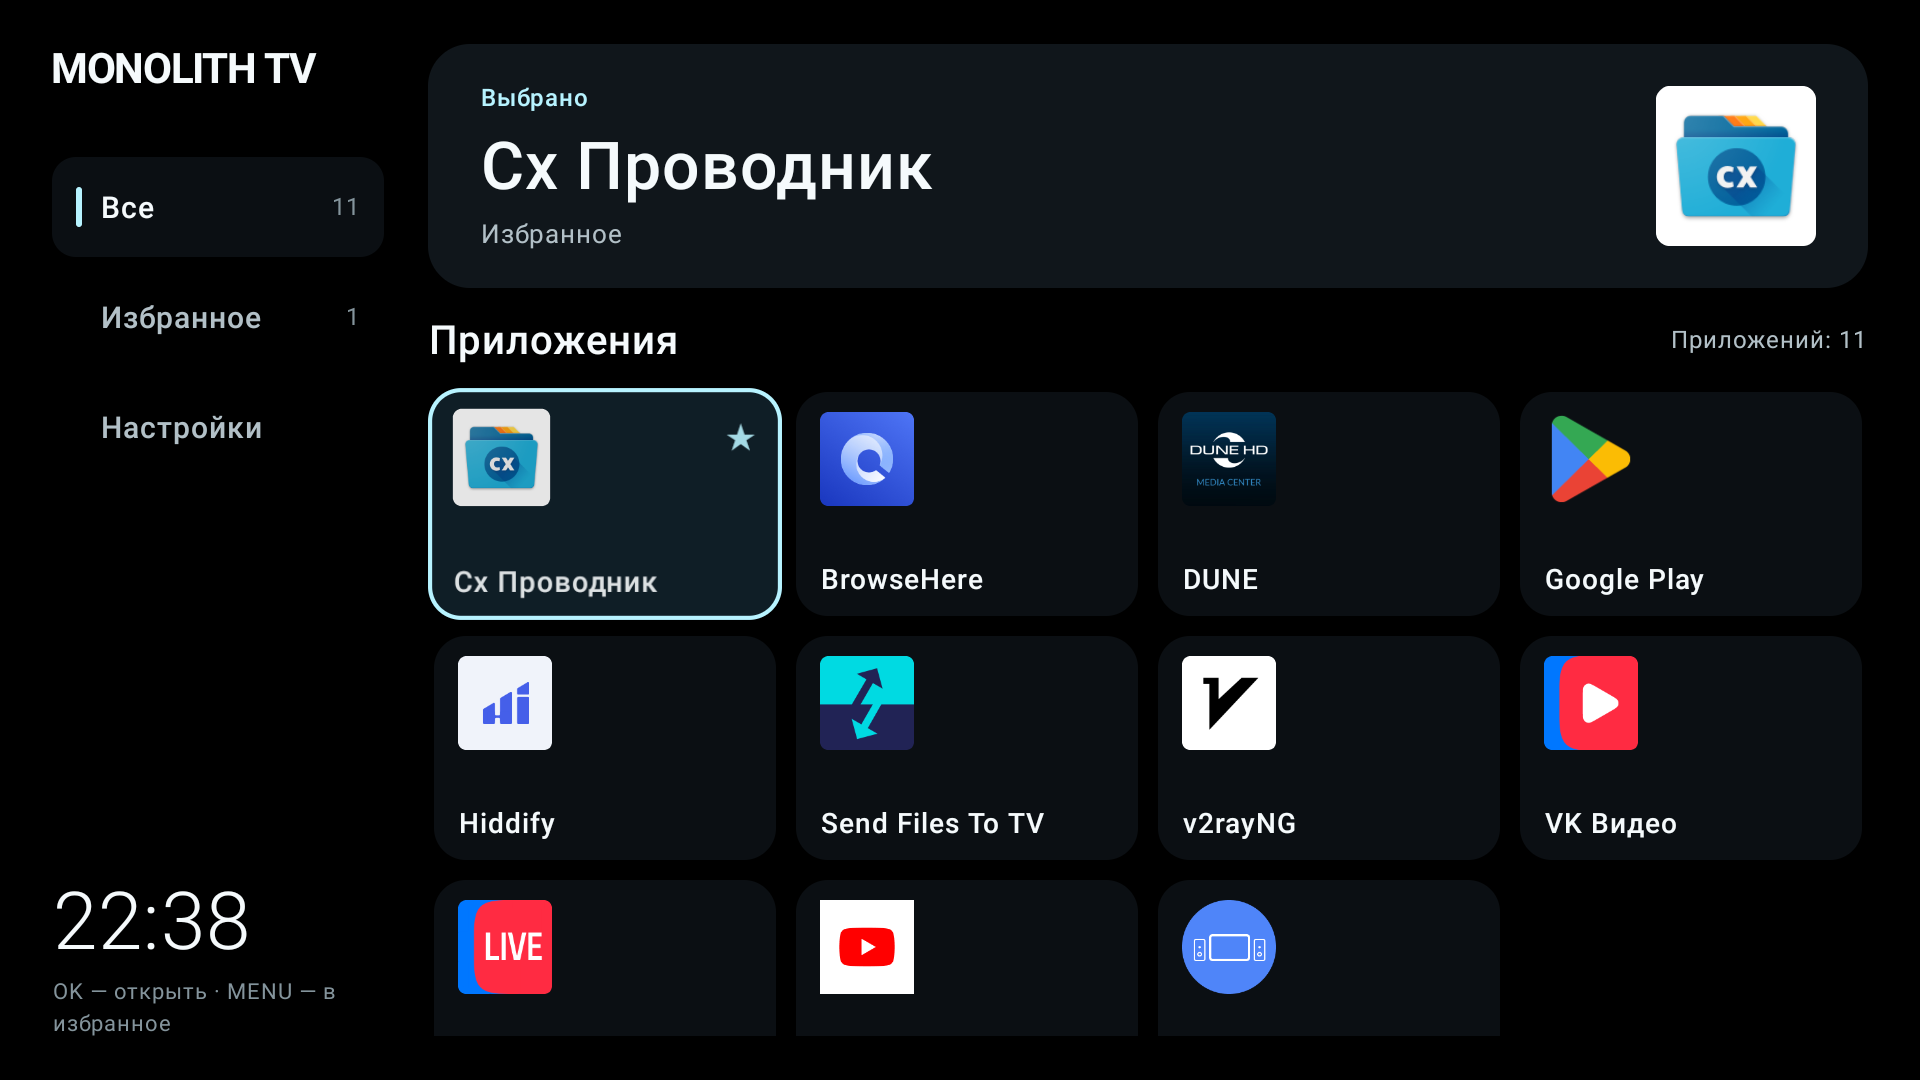 MONOLITH TV
Все 11
Избранное 1
Настройки
22:38
OK — открыть · MENU — в
избранное
Выбрано
Cx Проводник
Избранное
CX
Приложения
Приложений: 11
CX
Cx Проводник
BrowseHere
DUNE HD
MEDIA CENTER
DUNE
Google Play
Hiddify
Send Files To TV
v2rayNG
VK Видео
LIVE